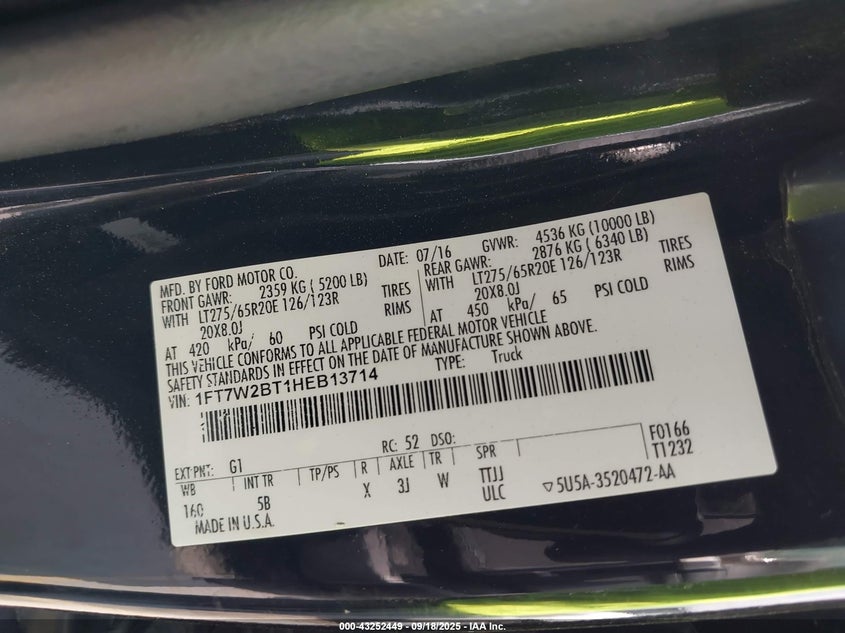 MFD. BY FORD MOTOR CO.
DATE: 07/16 GVWR: 4536 KG (10000 LB)
FRONT GAWR: 2359 KG ( 5200 LB) REAR GAWR: 2876 KG ( 6340 LB)
WITH LT275/65R20E 126/123R TIRES WITH LT275/65R20E 126/123R TIRES
20X8.0J RIMS 20X8.0J RIMS
AT 420 kPa/ 60 PSI COLD AT 450 kPa/ 65 PSI COLD
THIS VEHICLE CONFORMS TO ALL APPLICABLE FEDERAL MOTOR VEHICLE
SAFETY STANDARDS IN EFFECT ON THE DATE OF MANUFACTURE SHOWN ABOVE.
VIN: 1FT7W2BT1HEB13714 TYPE: Truck
EXT PNT: G1 RC: 52 DSO: F0166
WB INT TR TP/PS R AXLE TR SPR T1232
160 5B X 3J W TTJJ
ULC
MADE IN U.S.A. ▽5U5A-3520472-AA
000-43252449 - 09/18/2025 - IAA Inc.